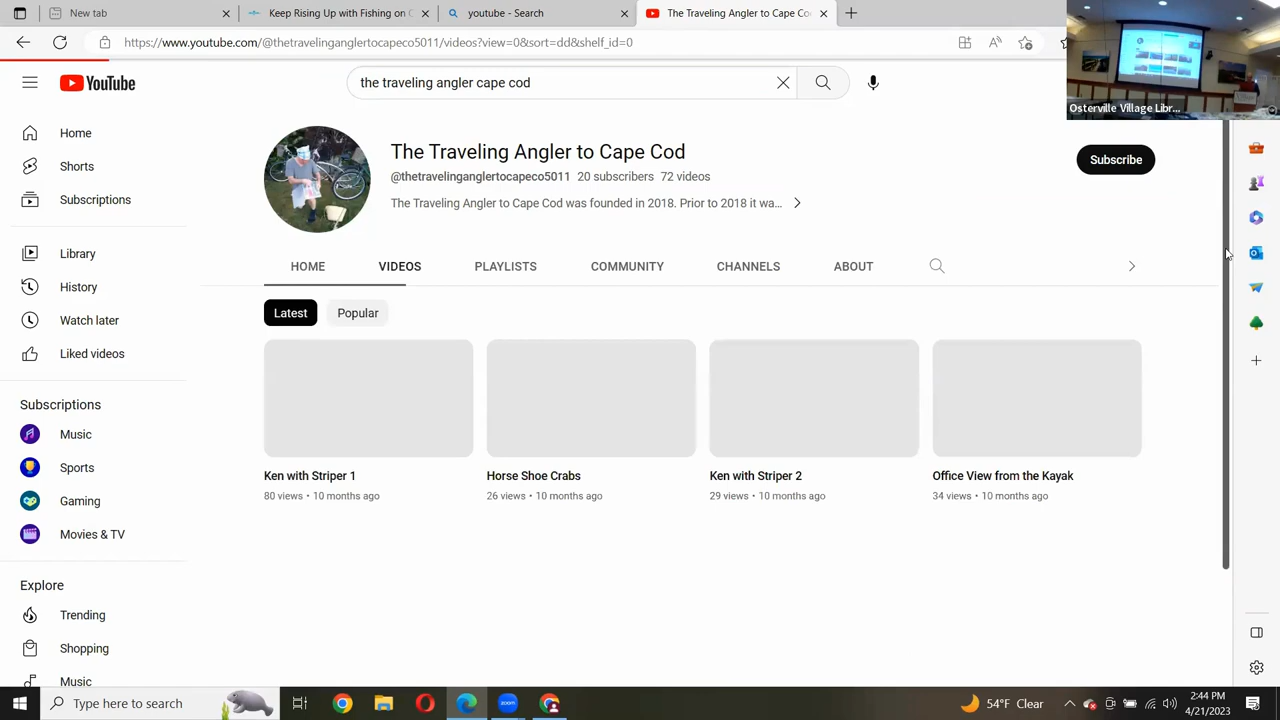 New tab
Keep Rising Up with Fishing on C
youtube - Search
The Traveling Angler to Cape Co
https://www.youtube.com/@thetravelinganglertocapeco5011/videos?view=0&sort=dd&shelf_id=0
Osterville Village Libr...
YouTube
the traveling angler cape cod
Home
Shorts
Subscriptions
Library
History
Watch later
Liked videos
Subscriptions
Music
Sports
Gaming
Movies & TV
Explore
Trending
Shopping
Music
The Traveling Angler to Cape Cod
@thetravelinganglertocapeco5011 20 subscribers 72 videos
The Traveling Angler to Cape Cod was founded in 2018. Prior to 2018 it wa...
Subscribe
HOME VIDEOS PLAYLISTS COMMUNITY CHANNELS ABOUT
Latest Popular
Ken with Striper 1
80 views • 10 months ago
Horse Shoe Crabs
26 views • 10 months ago
Ken with Striper 2
29 views • 10 months ago
Office View from the Kayak
34 views • 10 months ago
Type here to search
zoom
54°F Clear
2:44 PM
4/21/2023